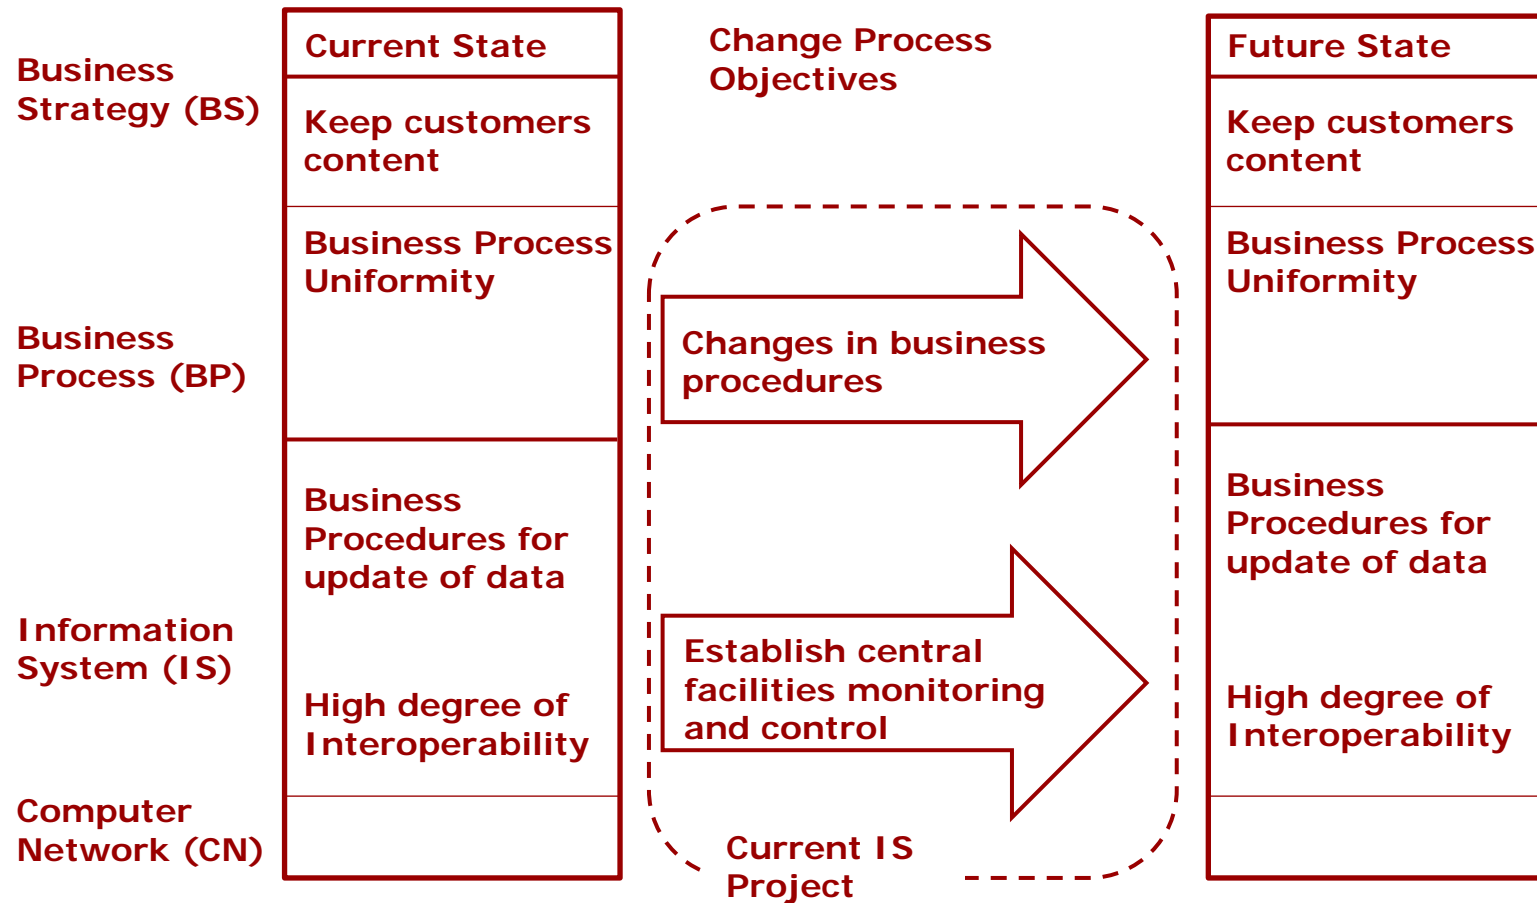 Business
Strategy (BS)
Current State
Keep customers
content
Change Process
Objectives
Future State
Keep customers
content
Business
Process (BP)
Business Process
Uniformity
Changes in business
procedures
Business Process
Uniformity
Information
System (IS)
Business
Procedures for
update of data
High degree of
Interoperability
Establish central
facilities monitoring
and control
Business
Procedures for
update of data
High degree of
Interoperability
Computer
Network (CN)
Current IS
Project